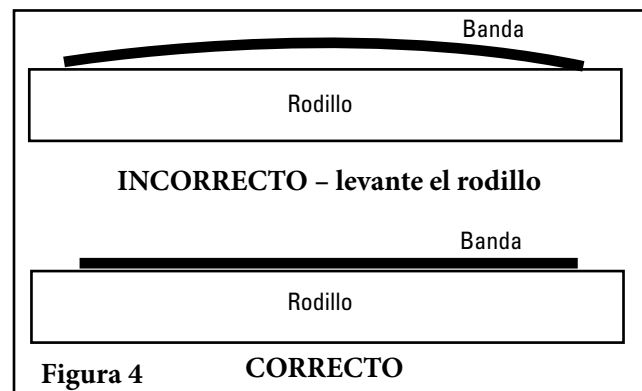 Banda
Rodillo
INCORRECTO – levante el rodillo
Banda
Rodillo
Figura 4 CORRECTO